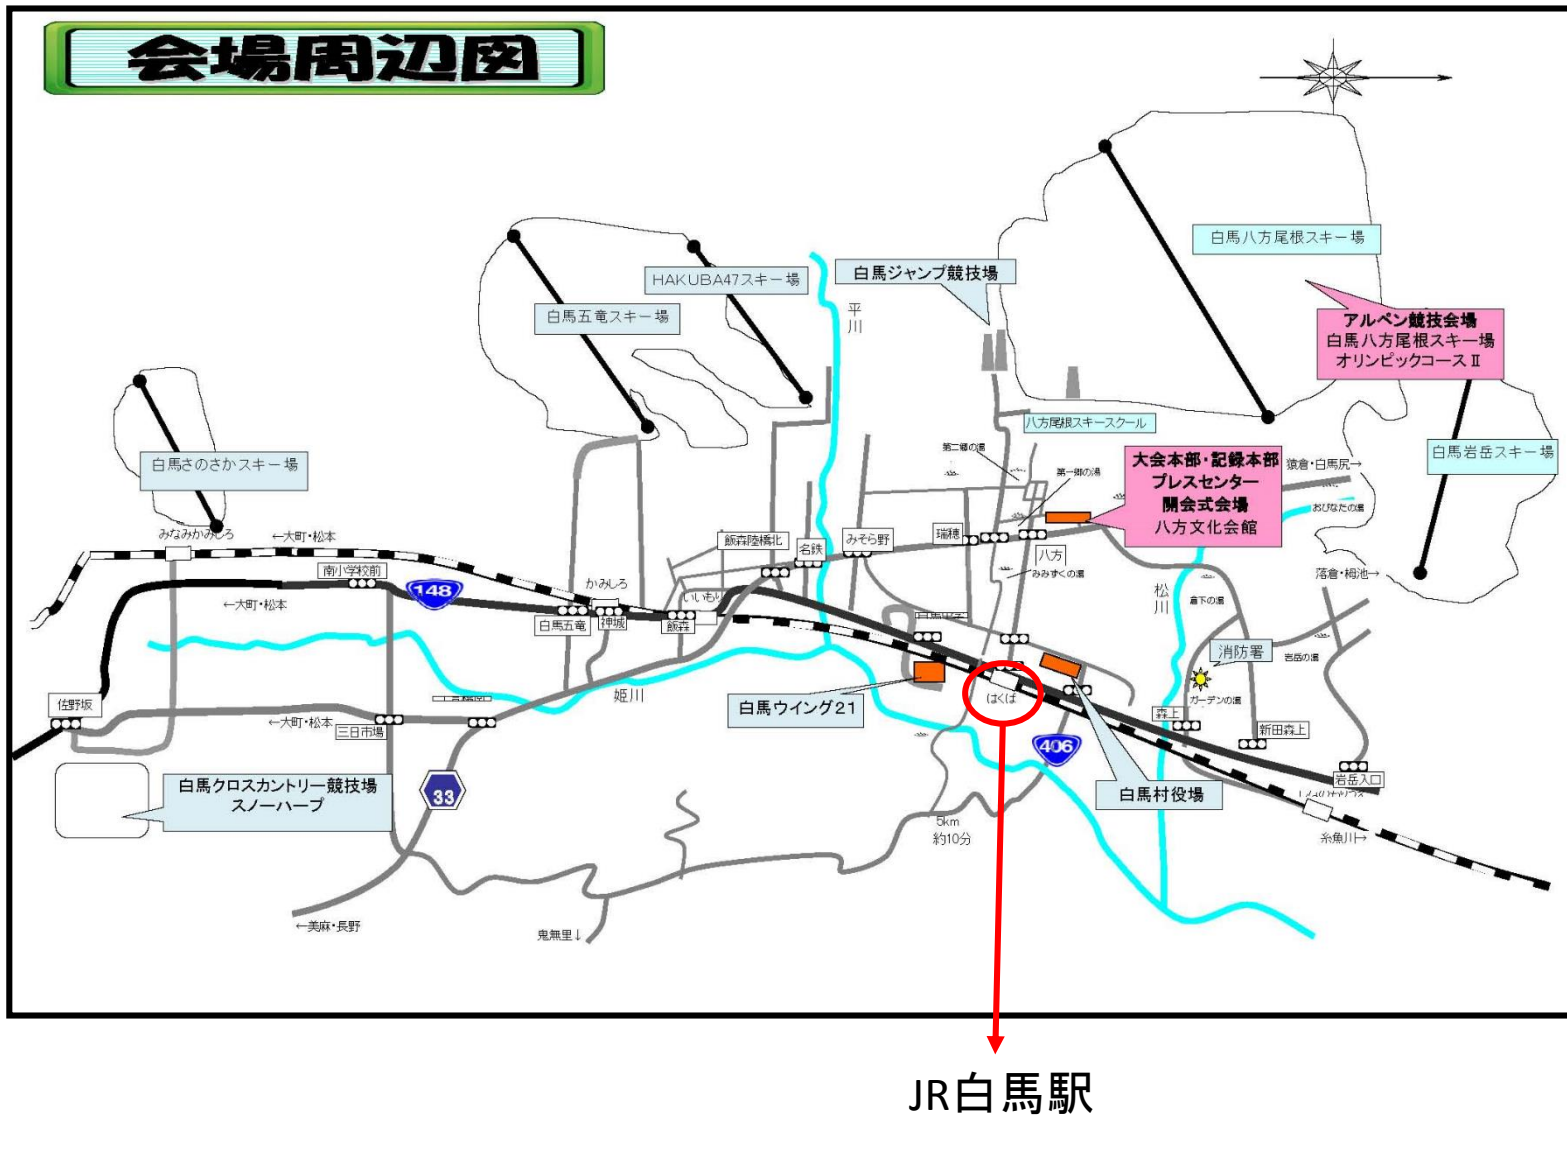 会場周辺図
白馬八方尾根スキー場
白馬ジャンプ競技場
HAKUBA47スキー場
白馬五竜スキー場
平川
アルペン競技会場
白馬八方尾根スキー場
オリンピックコースⅡ
八方尾根スキースクール
白馬岩岳スキー場
白馬さのさかスキー場
大会本部・記録本部
プレスセンター
開会式会場
八方文化会館
第二郷の湯
第一郷の湯
猿倉・白馬尻→
おびなたの湯
みなみかみしろ
←大町・松本
飯森陸橋北
名鉄
みそら野
瑞穂
八方
みみずくの湯
南小学校前
148
かみしろ
いいもり
←大町・松本
白馬五竜
神城
飯森
松川
倉下の湯
落倉・栂池→
消防署
岩岳の湯
ガーデンの湯
佐野坂
姫川
白馬ウイング21
はくば
←大町・松本
三日市場
406
森上
新田森上
岩岳入口
白馬クロスカントリー競技場
スノーハープ
33
白馬村役場
5km
約10分
糸魚川→
←美麻・長野
鬼無里↓
JR白馬駅